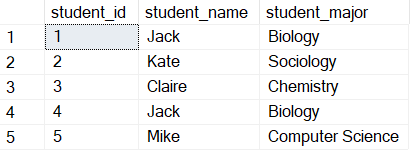 student_id student_name student_major
1 1 Jack Biology
2 2 Kate Sociology
3 3 Claire Chemistry
4 4 Jack Biology
5 5 Mike Computer Science